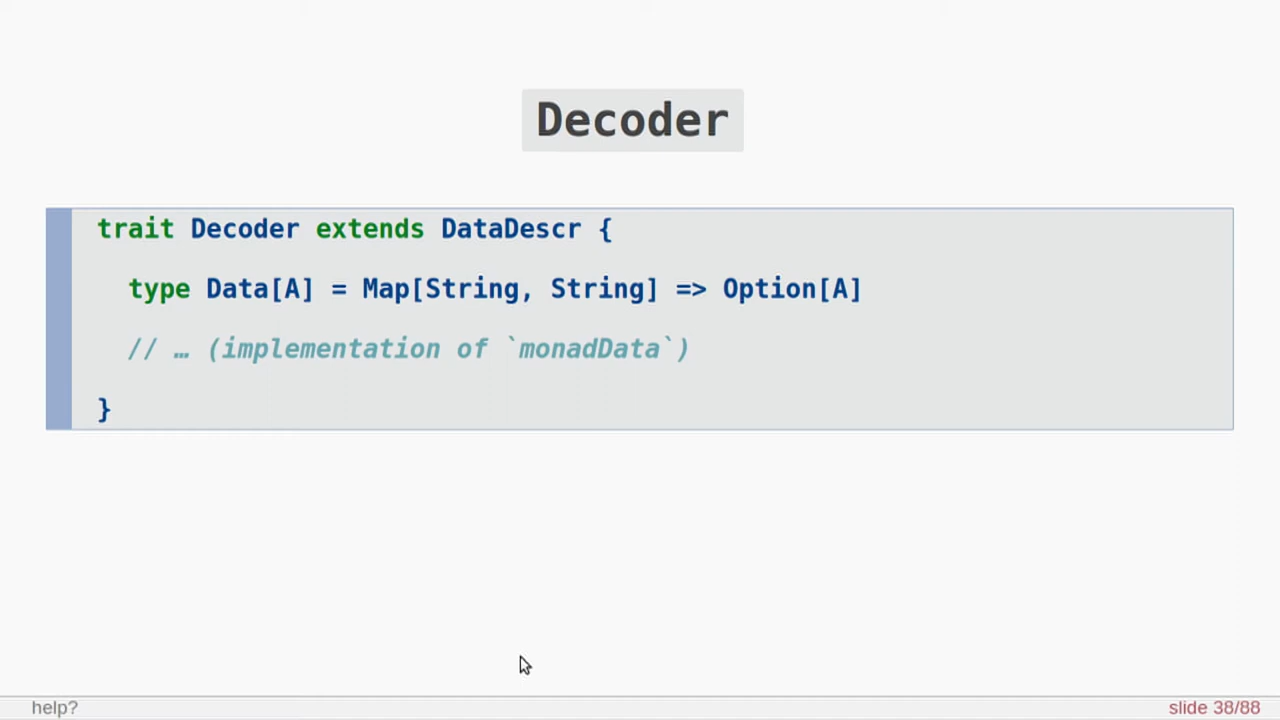 Decoder
trait Decoder extends DataDescr {
type Data[A] = Map[String, String] => Option[A]
// … (implementation of `monadData`)
}
help?
slide 38/88